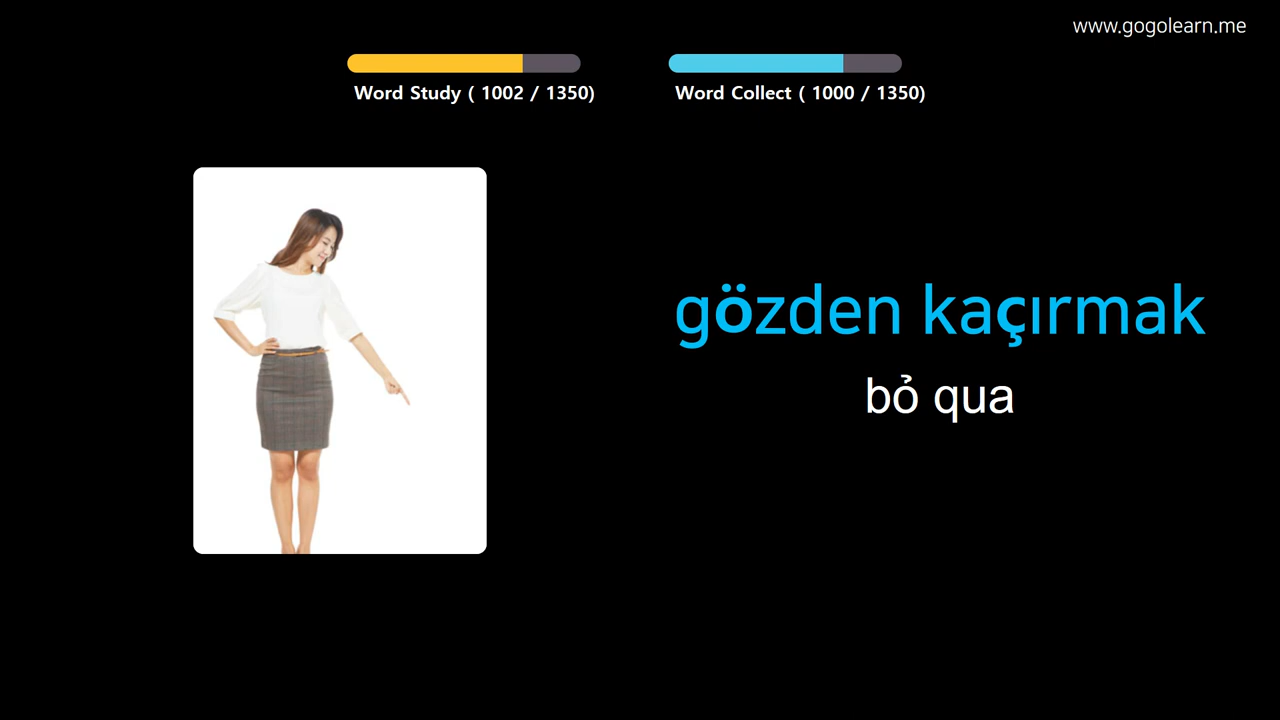 www.gogolearn.me
Word Study ( 1002 / 1350)
Word Collect ( 1000 / 1350)
gözden kaçırmak
bỏ qua